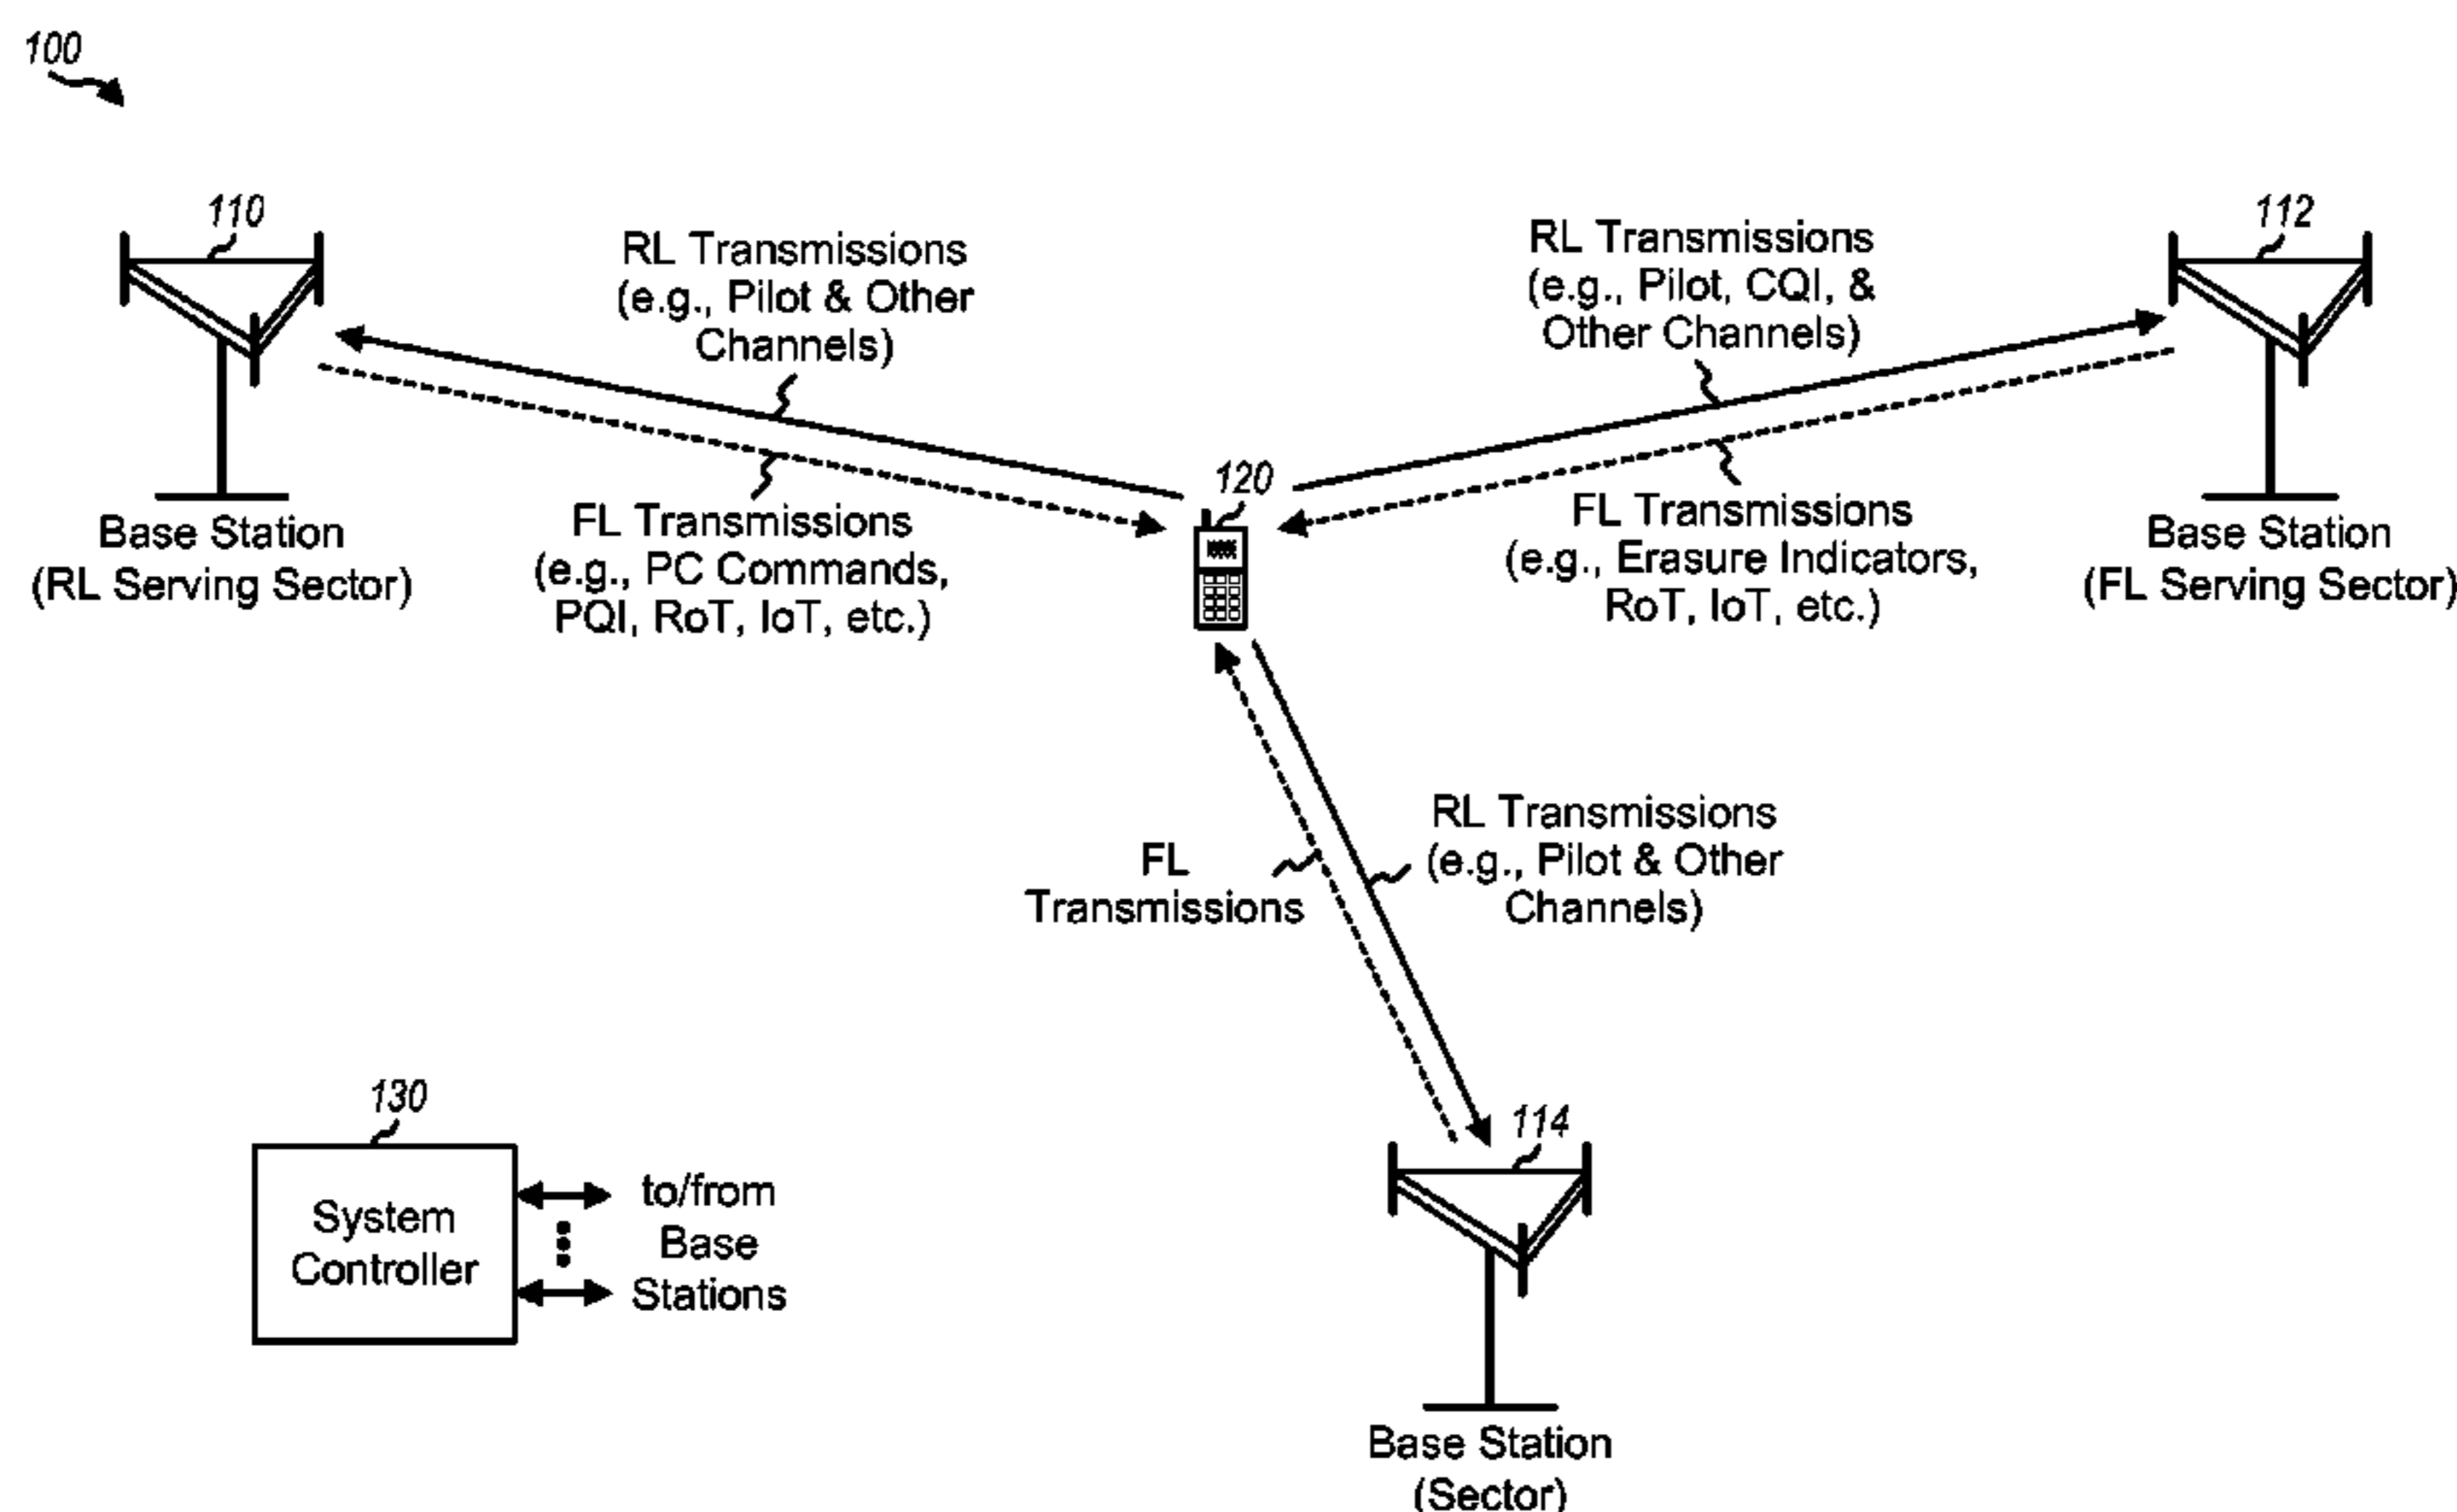 100
110
RL Transmissions
(e.g., Pilot & Other
Channels)
RL Transmissions
(e.g., Pilot, CQI, &
Other Channels)
112
Base Station
(RL Serving Sector)
FL Transmissions
(e.g., PC Commands,
PQI, RoT, IoT, etc.)
120
FL Transmissions
(e.g., Erasure Indicators,
RoT, IoT, etc.)
Base Station
(FL Serving Sector)
FL
Transmissions
RL Transmissions
(e.g., Pilot & Other
Channels)
130
System
Controller
to/from
Base
Stations
114
Base Station
(Sector)